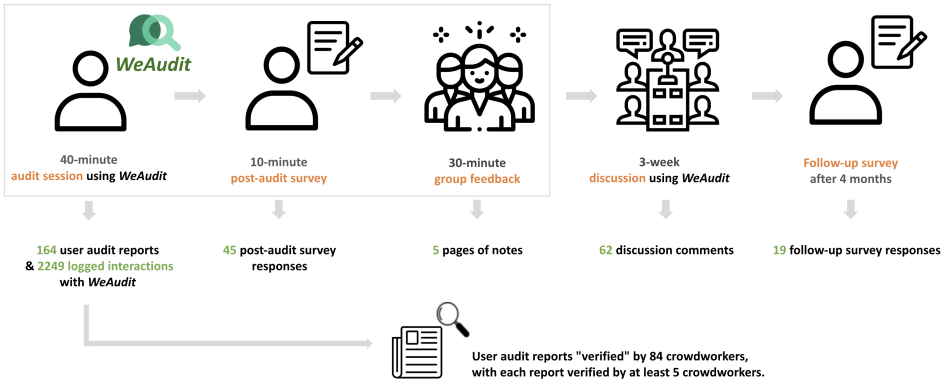 WeAudit
40-minute
audit session using WeAudit
10-minute
post-audit survey
30-minute
group feedback
3-week
discussion using WeAudit
Follow-up survey
after 4 months
164 user audit reports
& 2249 logged interactions
with WeAudit
45 post-audit survey
responses
5 pages of notes
62 discussion comments
19 follow-up survey responses
User audit reports "verified" by 84 crowdworkers,
with each report verified by at least 5 crowdworkers.